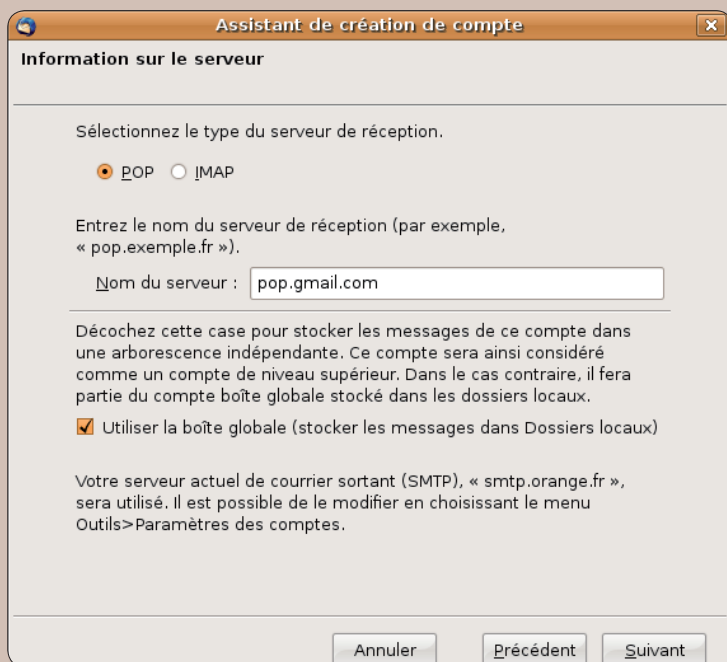 Assistant de création de compte
Information sur le serveur
Sélectionnez le type du serveur de réception.
POP IMAP
Entrez le nom du serveur de réception (par exemple,
« pop.exemple.fr »).
Nom du serveur : pop.gmail.com
Décochez cette case pour stocker les messages de ce compte dans
une arborescence indépendante. Ce compte sera ainsi considéré
comme un compte de niveau supérieur. Dans le cas contraire, il fera
partie du compte boîte globale stocké dans les dossiers locaux.
Utiliser la boîte globale (stocker les messages dans Dossiers locaux)
Votre serveur actuel de courrier sortant (SMTP), « smtp.orange.fr »,
sera utilisé. Il est possible de le modifier en choisissant le menu
Outils>Paramètres des comptes.
Annuler Précédent Suivant